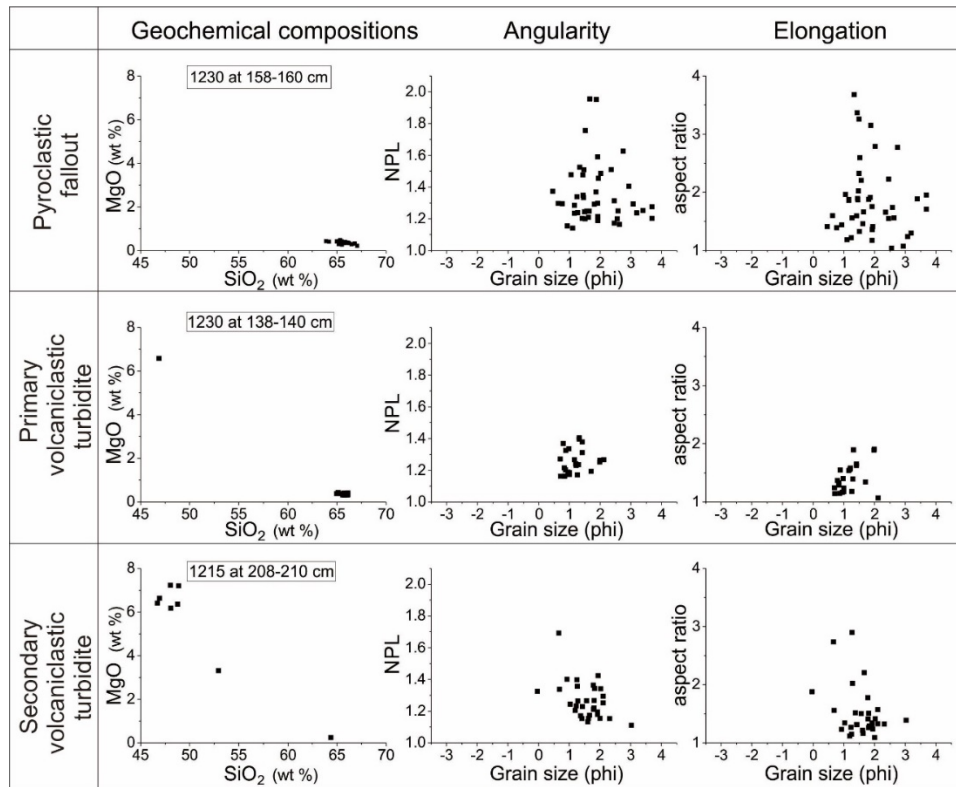 Geochemical compositions Angularity Elongation
Pyroclastic
fallout
1230 at 158-160 cm
MgO (wt %)
8
6
4
2
0
45 50 55 60 65 70
SiO2 (wt %)
NPL
2.0
1.8
1.6
1.4
1.2
1.0
-3 -2 -1 0 1 2 3 4
Grain size (phi)
aspect ratio
4
3
2
1
-3 -2 -1 0 1 2 3 4
Grain size (phi)
Primary
volcaniclastic
turbidite
1230 at 138-140 cm
MgO (wt %)
8
6
4
2
0
45 50 55 60 65 70
SiO2 (wt %)
NPL
2.0
1.8
1.6
1.4
1.2
1.0
-3 -2 -1 0 1 2 3 4
Grain size (phi)
aspect ratio
4
3
2
1
-3 -2 -1 0 1 2 3 4
Grain size (phi)
Secondary
volcaniclastic
turbidite
1215 at 208-210 cm
MgO (wt %)
8
6
4
2
0
45 50 55 60 65 70
SiO2 (wt %)
NPL
2.0
1.8
1.6
1.4
1.2
1.0
-3 -2 -1 0 1 2 3 4
Grain size (phi)
aspect ratio
4
3
2
1
-3 -2 -1 0 1 2 3 4
Grain size (phi)